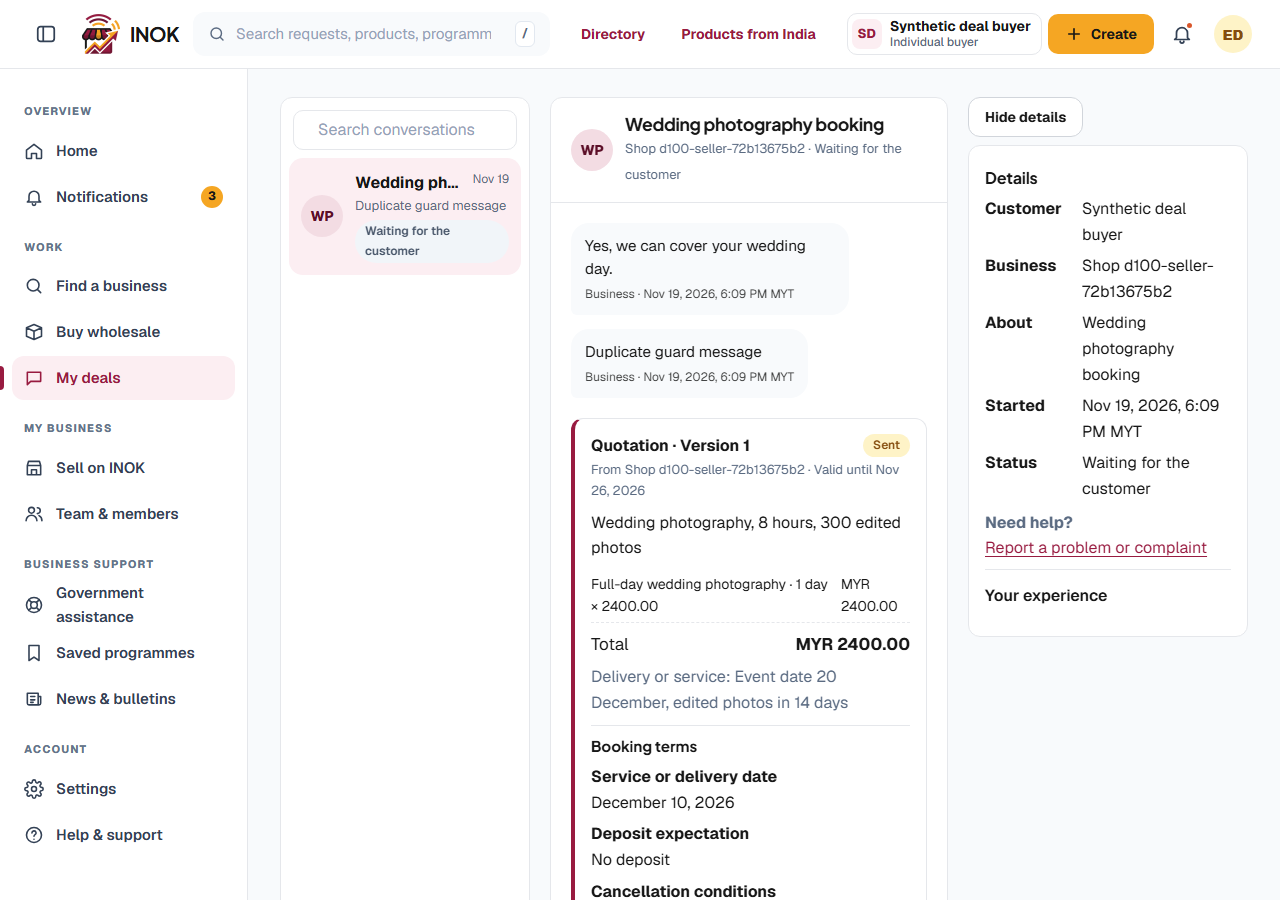 INOK
Search requests, products, programm
/
Directory
Products from India
SD
Synthetic deal buyer
Individual buyer
Create
ED
OVERVIEW
Home
Notifications
3
WORK
Find a business
Buy wholesale
My deals
MY BUSINESS
Sell on INOK
Team & members
BUSINESS SUPPORT
Government
assistance
Saved programmes
News & bulletins
ACCOUNT
Settings
Help & support
Search conversations
WP
Wedding ph...
Nov 19
Duplicate guard message
Waiting for the
customer
WP
Wedding photography booking
Shop d100-seller-72b13675b2 · Waiting for the
customer
Yes, we can cover your wedding
day.
Business · Nov 19, 2026, 6:09 PM MYT
Duplicate guard message
Business · Nov 19, 2026, 6:09 PM MYT
Quotation · Version 1
Sent
From Shop d100-seller-72b13675b2 · Valid until Nov
26, 2026
Wedding photography, 8 hours, 300 edited
photos
Full-day wedding photography · 1 day
× 2400.00
MYR
2400.00
Total
MYR 2400.00
Delivery or service: Event date 20
December, edited photos in 14 days
Booking terms
Service or delivery date
December 10, 2026
Deposit expectation
No deposit
Cancellation conditions
Hide details
Details
Customer
Synthetic deal
buyer
Business
Shop d100-seller-
72b13675b2
About
Wedding
photography
booking
Started
Nov 19, 2026, 6:09
PM MYT
Status
Waiting for the
customer
Need help?
Report a problem or complaint
Your experience